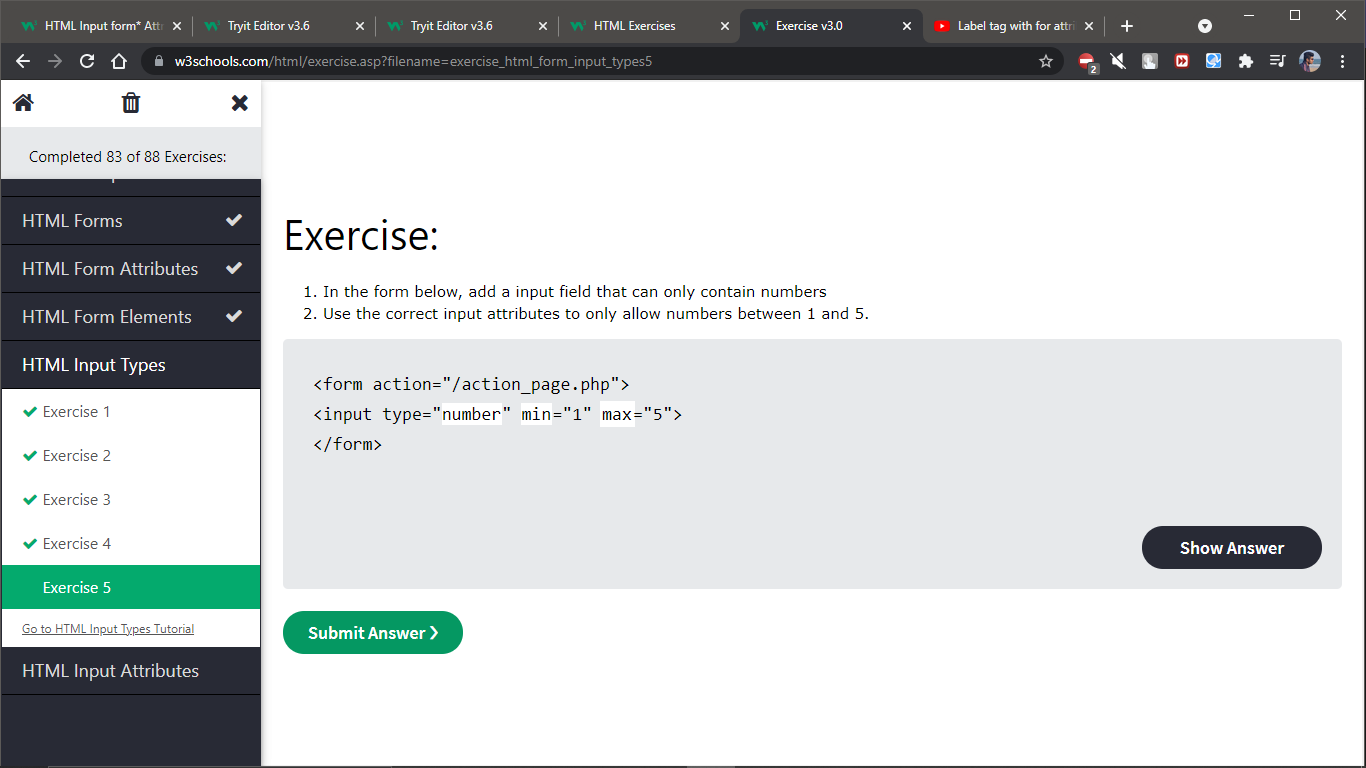 HTML Input form* Att
Tryit Editor v3.6
Tryit Editor v3.6
HTML Exercises
Exercise v3.0
Label tag with for attri
w3schools.com/html/exercise.asp?filename=exercise_html_form_input_types5
2
Completed 83 of 88 Exercises:
HTML Forms
HTML Form Attributes
HTML Form Elements
HTML Input Types
Exercise 1
Exercise 2
Exercise 3
Exercise 4
Exercise 5
Go to HTML Input Types Tutorial
HTML Input Attributes
Exercise:
1. In the form below, add a input field that can only contain numbers
2. Use the correct input attributes to only allow numbers between 1 and 5.
<form action="/action_page.php">
<input type="number" min="1" max="5">
</form>
Show Answer
Submit Answer ❯